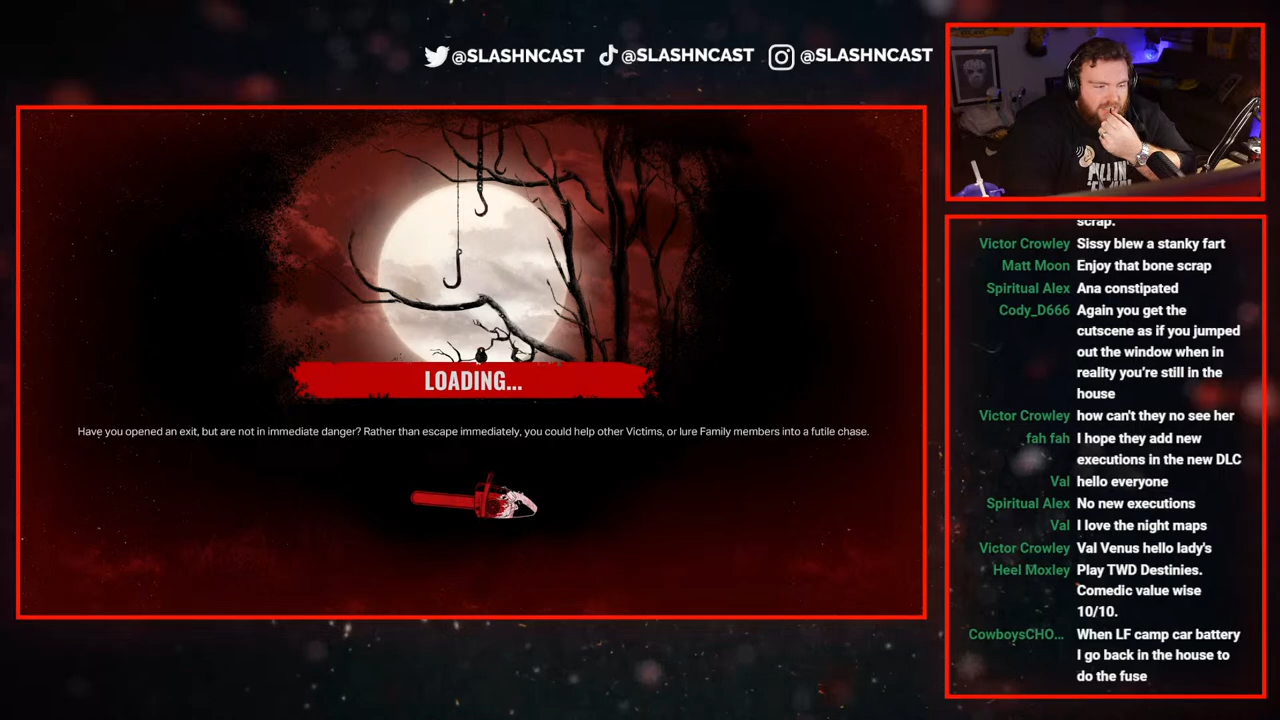 @SLASHNCAST @SLASHNCAST @SLASHNCAST
LOADING...
Have you opened an exit, but are not in immediate danger? Rather than escape immediately, you could help other Victims, or lure Family members into a futile chase.
scrap.
Victor Crowley Sissy blew a stanky fart
Matt Moon Enjoy that bone scrap
Spiritual Alex Ana constipated
Cody_D666 Again you get the
cutscene as if you jumped
out the window when in
reality you're still in the
house
Victor Crowley how can't they no see her
fah fah I hope they add new
executions in the new DLC
Val hello everyone
Spiritual Alex No new executions
Val I love the night maps
Victor Crowley Val Venus hello lady's
Heel Moxley Play TWD Destinies.
Comedic value wise
10/10.
CowboysCHO... When LF camp car battery
I go back in the house to
do the fuse